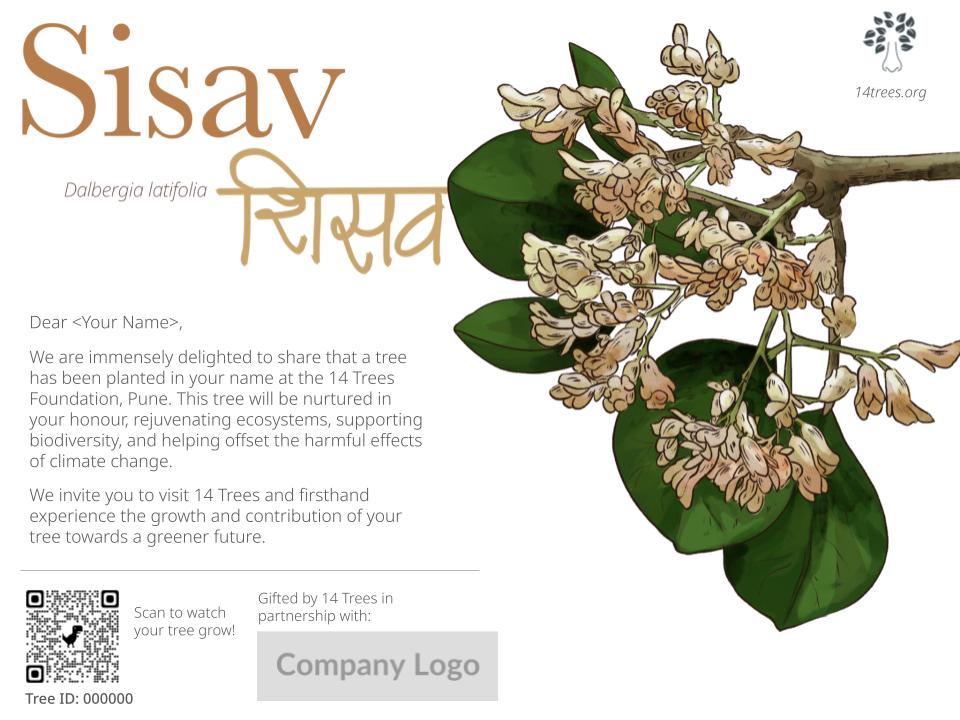 Sisav
14trees.org
Dalbergia latifolia
शिसव
Dear <Your Name>,
We are immensely delighted to share that a tree
has been planted in your name at the 14 Trees
Foundation, Pune. This tree will be nurtured in
your honour, rejuvenating ecosystems, supporting
biodiversity, and helping offset the harmful effects
of climate change.
We invite you to visit 14 Trees and firsthand
experience the growth and contribution of your
tree towards a greener future.
Scan to watch
your tree grow!
Tree ID: 000000
Gifted by 14 Trees in
partnership with:
Company Logo